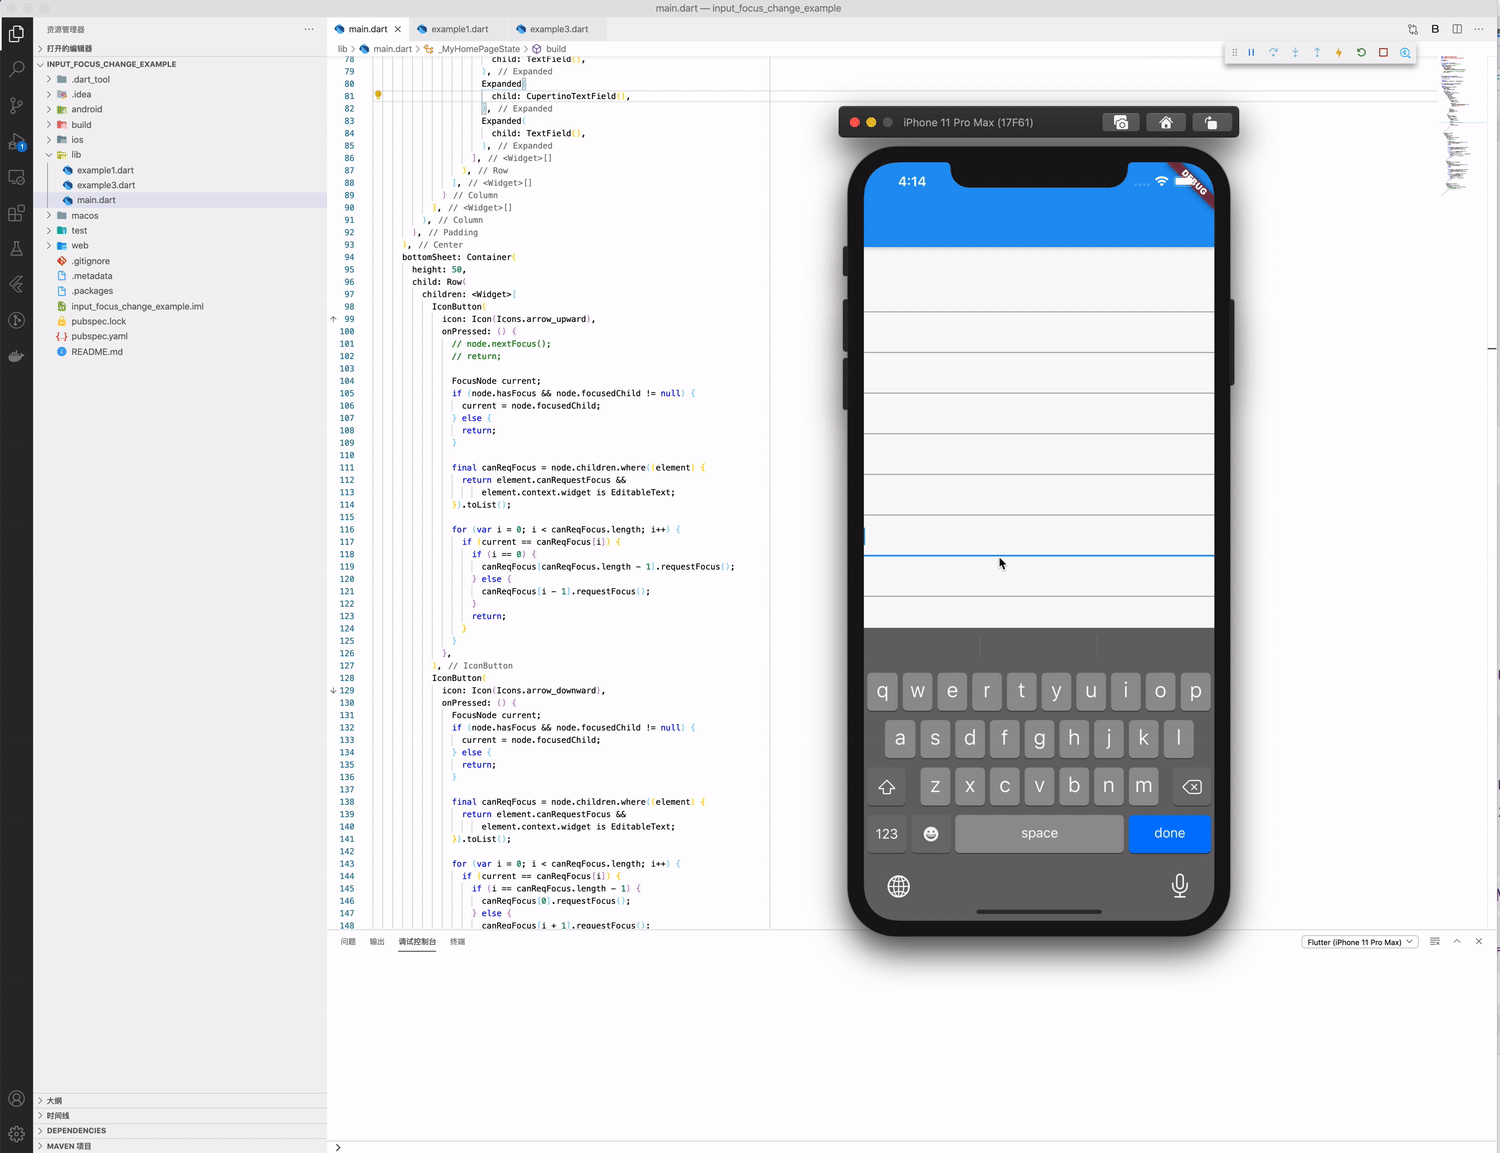 main.dart — input_focus_change_example
资源管理器
打开的编辑器
INPUT_FOCUS_CHANGE_EXAMPLE
.dart_tool
.idea
android
build
ios
lib
example1.dart
example3.dart
main.dart
macos
test
web
.gitignore
.metadata
.packages
input_focus_change_example.iml
pubspec.lock
pubspec.yaml
README.md
1
大纲
时间线
DEPENDENCIES
MAVEN 项目
main.dart example1.dart example3.dart
lib > main.dart > _MyHomePageState > build
78 child: TextField(),
79 ), // Expanded
80 Expanded(
81 child: CupertinoTextField(),
82 ), // Expanded
83 Expanded(
84 child: TextField(),
85 ), // Expanded
86 ], // <Widget>[]
87 ), // Row
88 ], // <Widget>[]
89 ) // Column
90 ], // <Widget>[]
91 ), // Column
92 ), // Padding
93 ), // Center
94 bottomSheet: Container(
95 height: 50,
96 child: Row(
97 children: <Widget>[
98 IconButton(
99 icon: Icon(Icons.arrow_upward),
100 onPressed: () {
101 // node.nextFocus();
102 // return;
103
104 FocusNode current;
105 if (node.hasFocus && node.focusedChild != null) {
106 current = node.focusedChild;
107 } else {
108 return;
109 }
110
111 final canReqFocus = node.children.where((element) {
112 return element.canRequestFocus &&
113 element.context.widget is EditableText;
114 }).toList();
115
116 for (var i = 0; i < canReqFocus.length; i++) {
117 if (current == canReqFocus[i]) {
118 if (i == 0) {
119 canReqFocus[canReqFocus.length - 1].requestFocus();
120 } else {
121 canReqFocus[i - 1].requestFocus();
122 }
123 return;
124 }
125 }
126 },
127 ), // IconButton
128 IconButton(
129 icon: Icon(Icons.arrow_downward),
130 onPressed: () {
131 FocusNode current;
132 if (node.hasFocus && node.focusedChild != null) {
133 current = node.focusedChild;
134 } else {
135 return;
136 }
137
138 final canReqFocus = node.children.where((element) {
139 return element.canRequestFocus &&
140 element.context.widget is EditableText;
141 }).toList();
142
143 for (var i = 0; i < canReqFocus.length; i++) {
144 if (current == canReqFocus[i]) {
145 if (i == canReqFocus.length - 1) {
146 canReqFocus[0].requestFocus();
147 } else {
148 canReqFocus[i + 1].requestFocus();
问题 输出 调试控制台 终端
Flutter (iPhone 11 Pro Max)
iPhone 11 Pro Max (17F61)
4:14
DEBUG
q w e r t y u i o p
a s d f g h j k l
z x c v b n m
123 space done